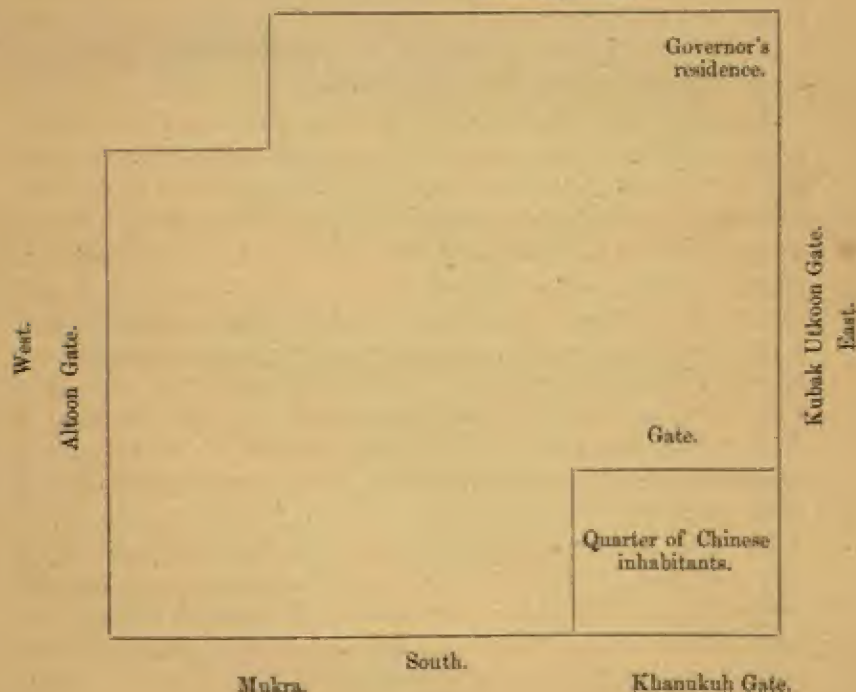 Governor's
residence.
West.
Altoon Gate.
Kubak Utkoon Gate.
East.
Gate.
Quarter of Chinese
inhabitants.
South.
Mukra.
Khanukuh Gate.